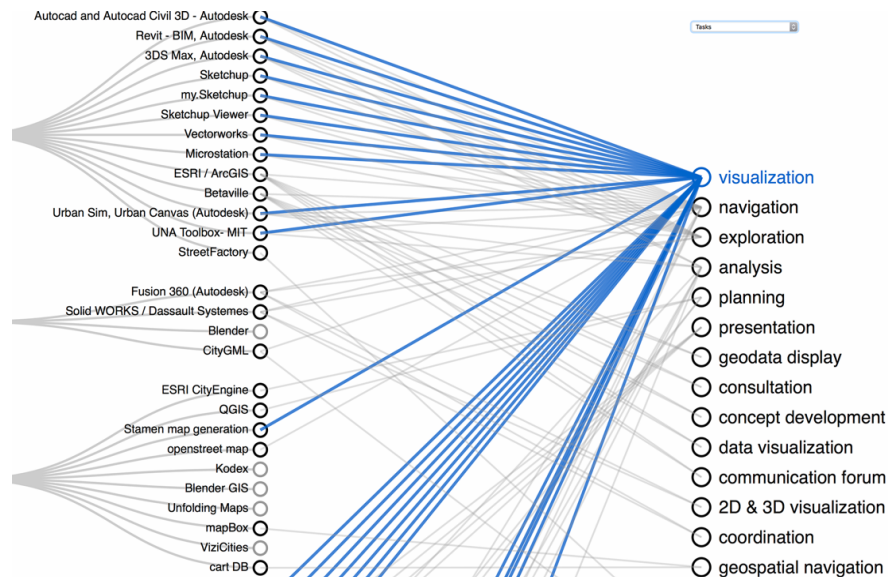 Autocad and Autocad Civil 3D - Autodesk
Revit - BIM, Autodesk
3DS Max, Autodesk
Sketchup
my.Sketchup
Sketchup Viewer
Vectorworks
Microstation
ESRI / ArcGIS
Betaville
Urban Sim, Urban Canvas (Autodesk)
UNA Toolbox- MIT
StreetFactory
Fusion 360 (Autodesk)
Solid WORKS / Dassault Systemes
Blender
CityGML
ESRI CityEngine
QGIS
Stamen map generation
openstreet map
Kodex
Blender GIS
Unfolding Maps
mapBox
ViziCities
cart DB
Tasks
visualization
navigation
exploration
analysis
planning
presentation
geodata display
consultation
concept development
data visualization
communication forum
2D & 3D visualization
coordination
geospatial navigation